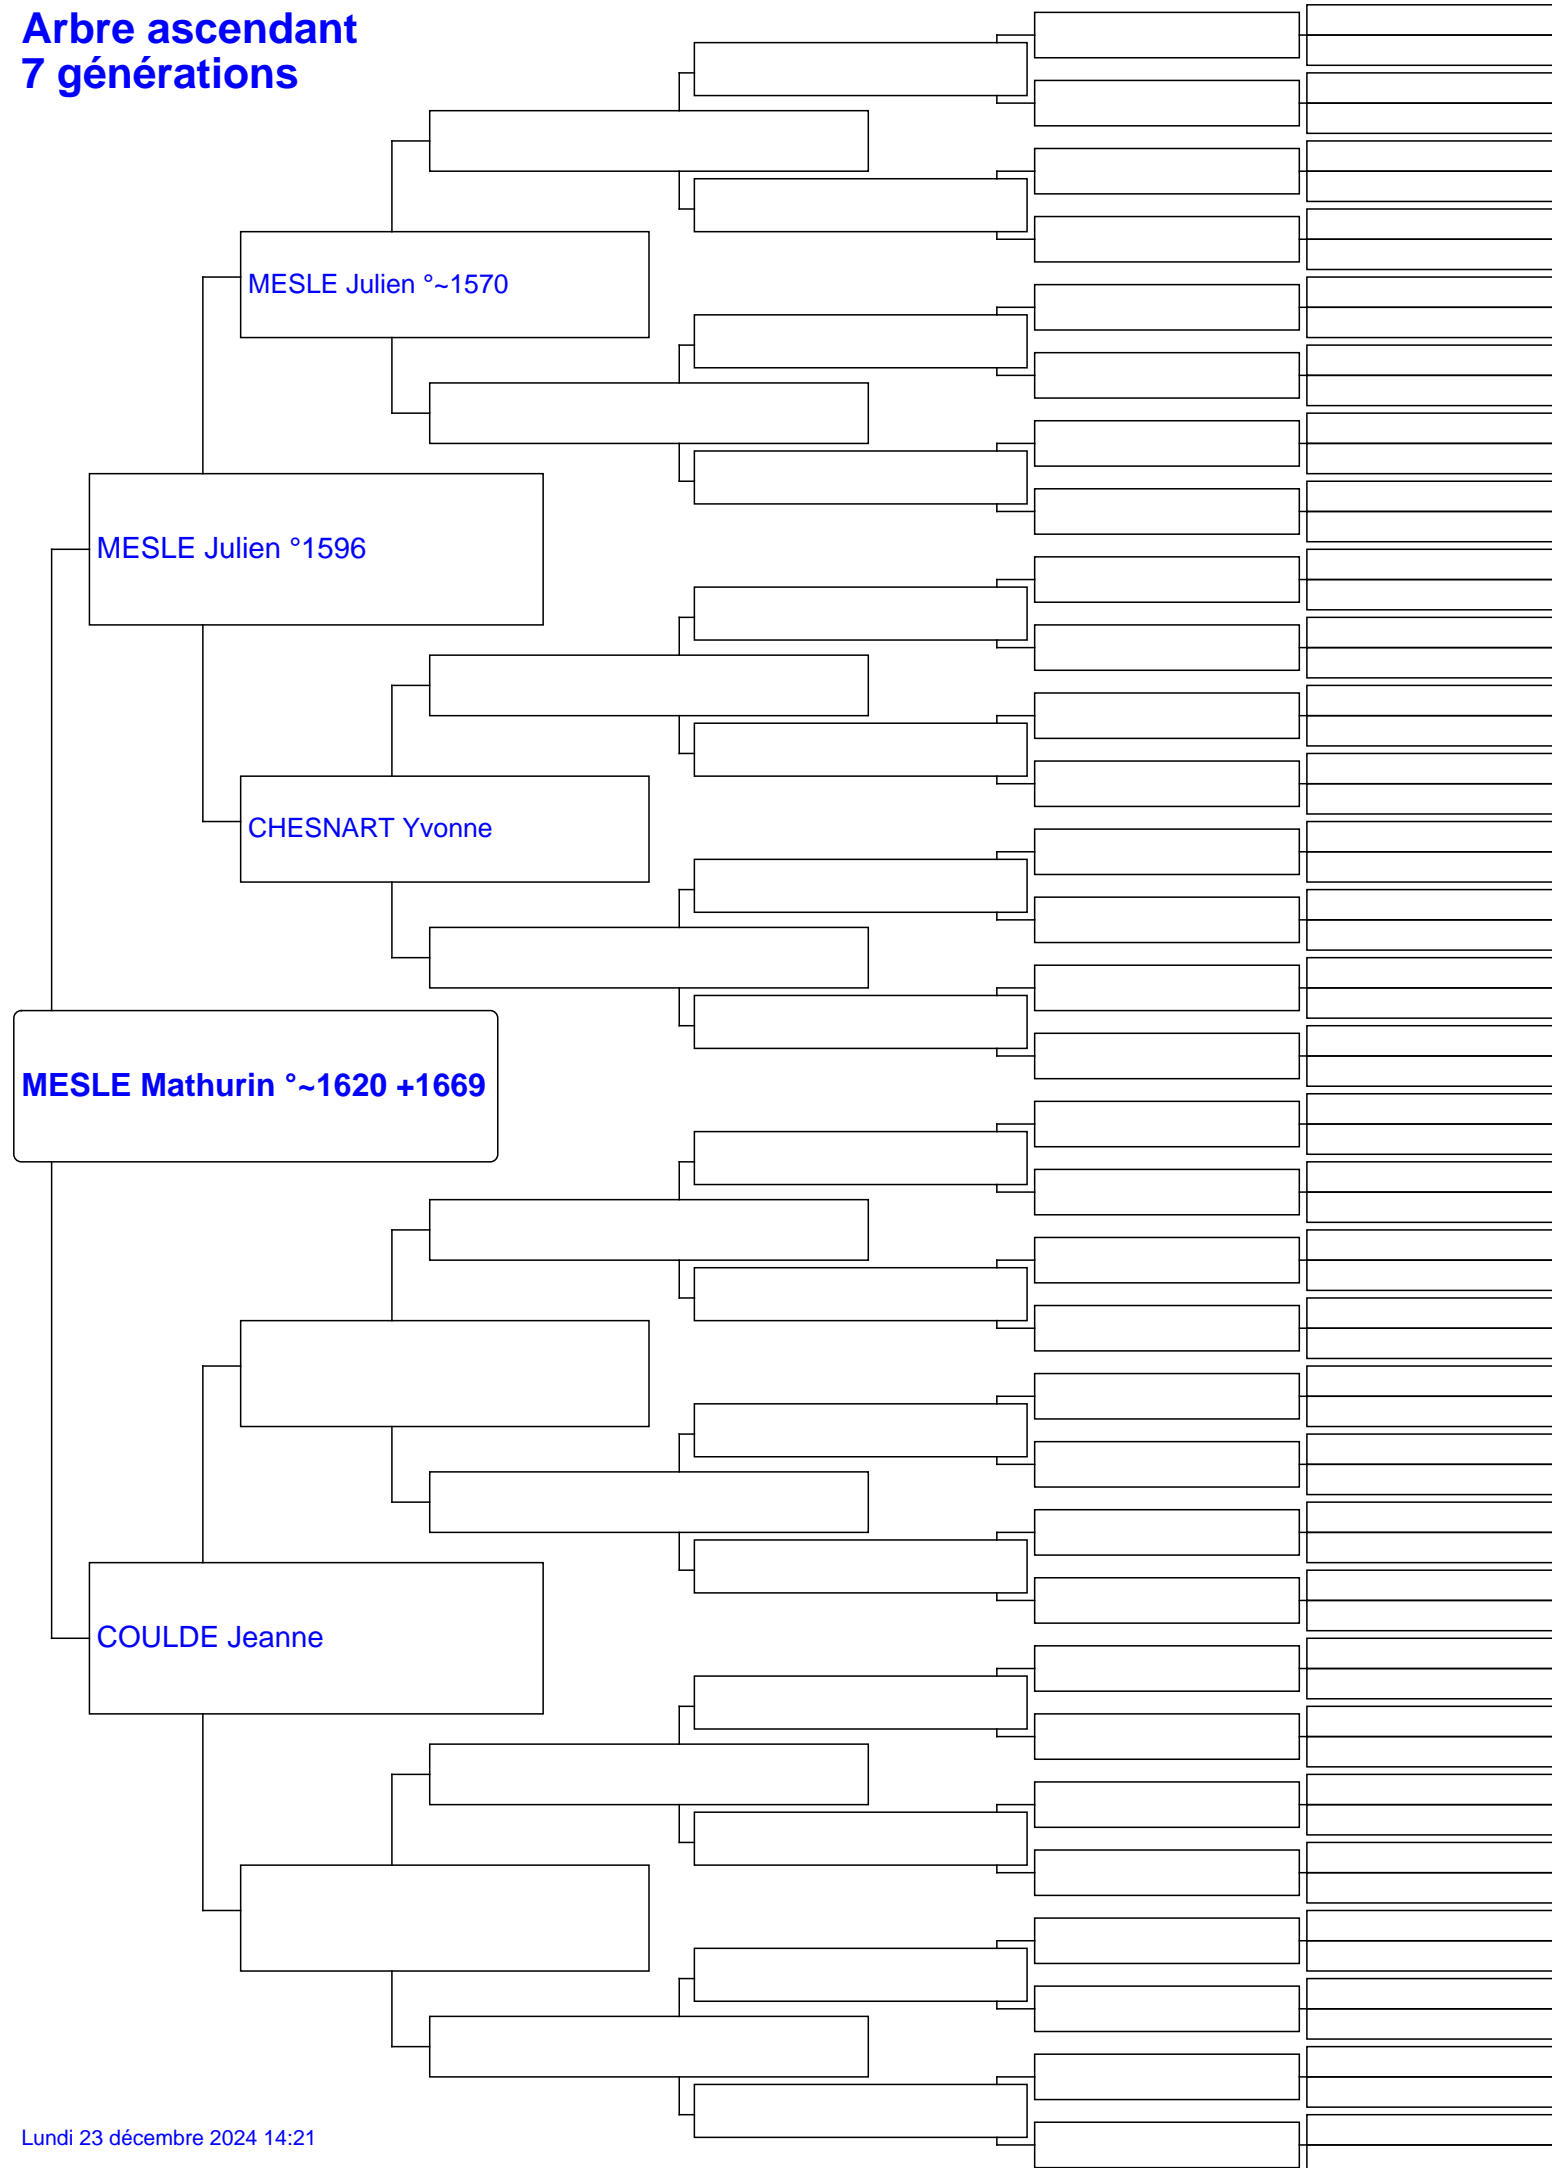 Arbre ascendant
7 générations
MESLE Julien °~1570
MESLE Julien °1596
CHESNART Yvonne
MESLE Mathurin °~1620 +1669
COULDE Jeanne
Lundi 23 décembre 2024 14:21